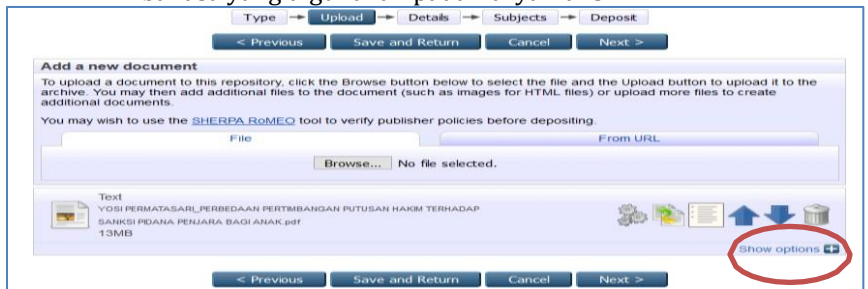 Type → Upload → Details → Subjects → Deposit
< Previous Save and Return Cancel Next >
Add a new document
To upload a document to this repository, click the Browse button below to select the file and the Upload button to upload it to the
archive. You may then add additional files to the document (such as images for HTML files) or upload more files to create
additional documents.
You may wish to use the SHERPA RoMEO tool to verify publisher policies before depositing.
File From URL
Browse... No file selected.
Text
YOSI PERMATASARI_PERBEDAAN PERTIMBANGAN PUTUSAN HAKIM TERHADAP
SANKSI PIDANA PENJARA BAGI ANAK.pdf
13MB
Show options
< Previous Save and Return Cancel Next >